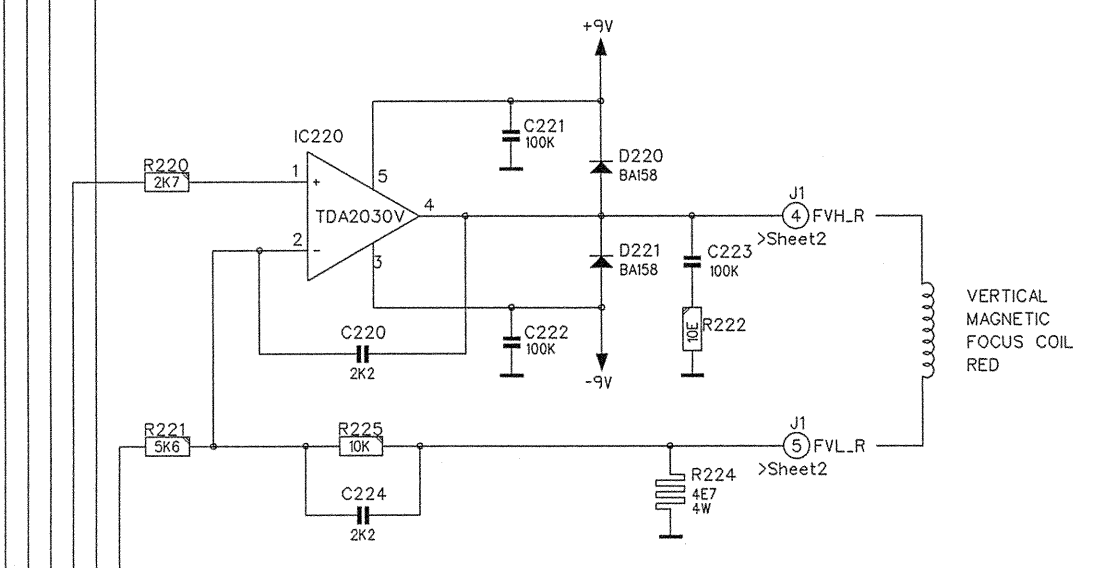 +9V
IC220
C221
100K
R220
2K7
1
+
5
D220
BA158
TDA2030V
4
J1
4
FVH_R
>Sheet2
2
-
3
D221
BA158
C223
100K
C220
2K2
C222
100K
10E
R222
-9V
VERTICAL
MAGNETIC
FOCUS COIL
RED
R221
5K6
R225
10K
J1
5
FVL_R
>Sheet2
C224
2K2
R224
4E7
4W